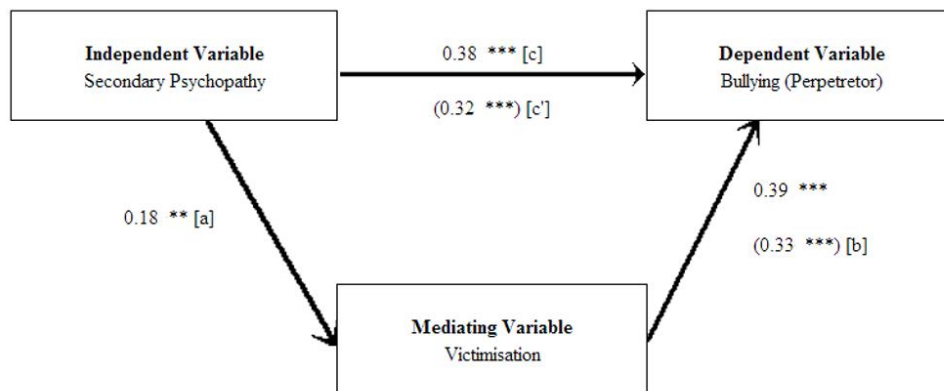 Independent Variable
Secondary Psychopathy
0.38 *** [c]
(0.32 ***) [c']
Dependent Variable
Bullying (Perpetretor)
0.18 ** [a]
0.39 ***
(0.33 ***) [b]
Mediating Variable
Victimisation